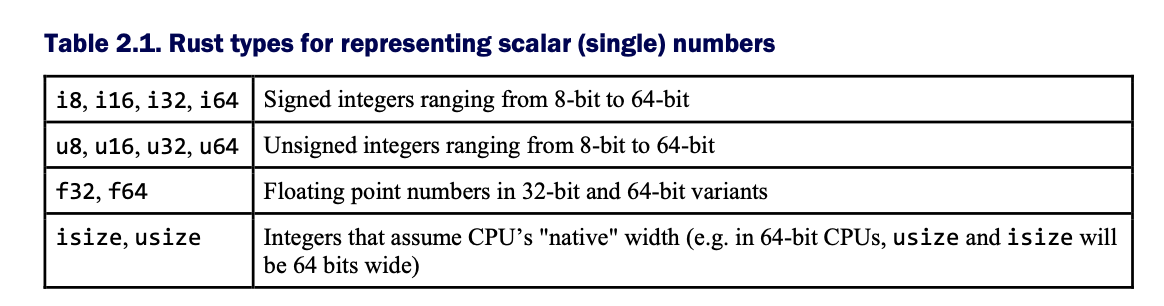 Table 2.1. Rust types for representing scalar (single) numbers
i8, i16, i32, i64 Signed integers ranging from 8-bit to 64-bit
u8, u16, u32, u64 Unsigned integers ranging from 8-bit to 64-bit
f32, f64 Floating point numbers in 32-bit and 64-bit variants
isize, usize Integers that assume CPU’s "native" width (e.g. in 64-bit CPUs, usize and isize will
be 64 bits wide)